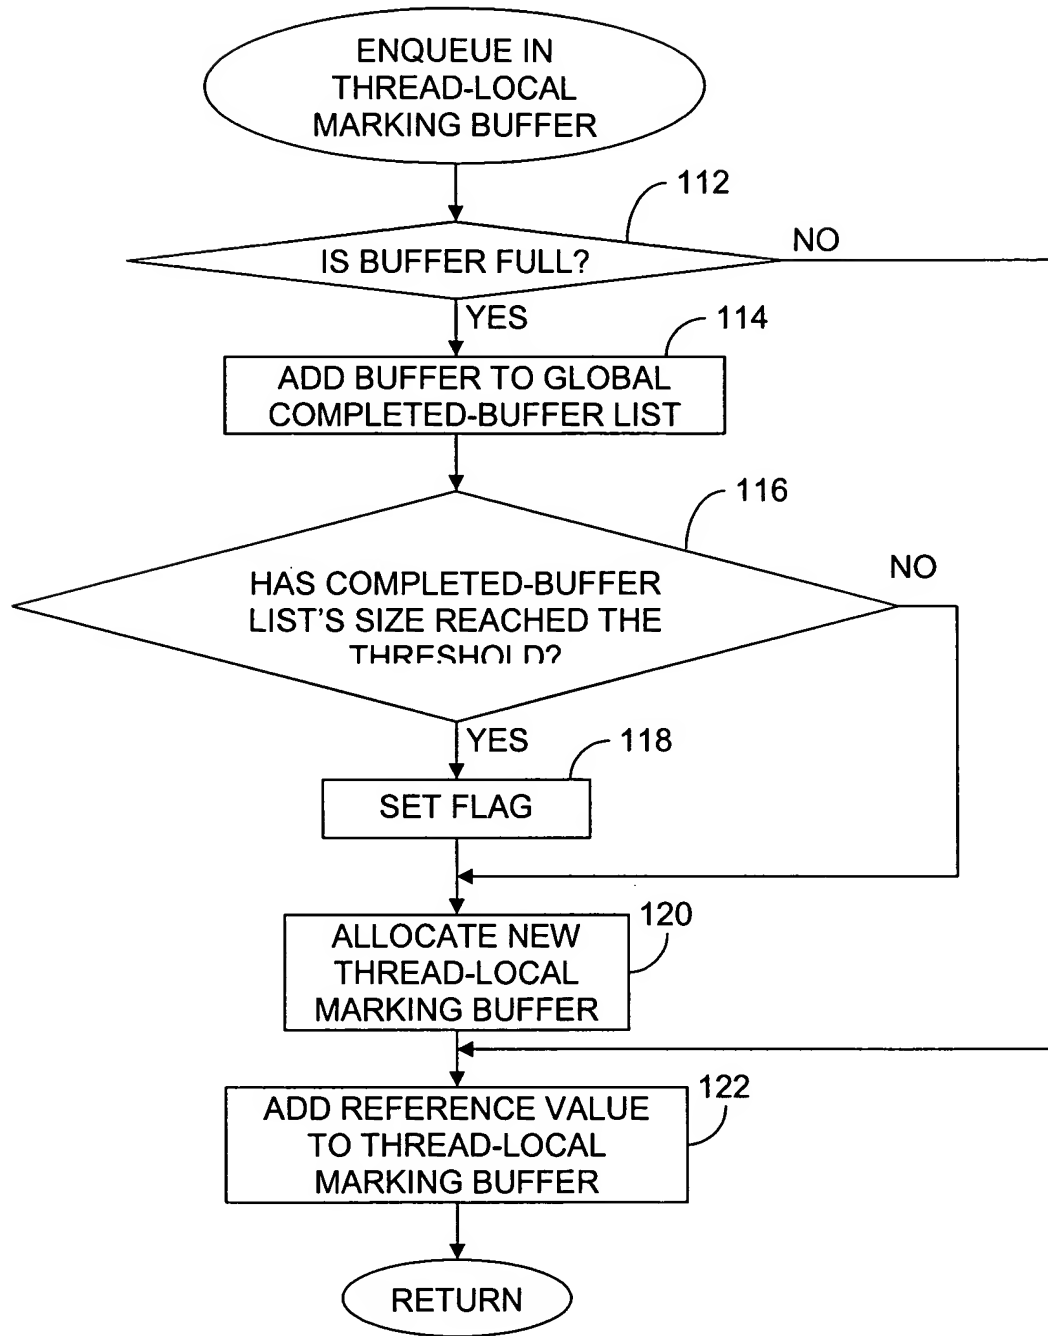 ENQUEUE IN
THREAD-LOCAL
MARKING BUFFER
112
IS BUFFER FULL?
NO
YES
114
ADD BUFFER TO GLOBAL
COMPLETED-BUFFER LIST
116
HAS COMPLETED-BUFFER
LIST'S SIZE REACHED THE
THRESHOLD?
NO
YES
118
SET FLAG
120
ALLOCATE NEW
THREAD-LOCAL
MARKING BUFFER
122
ADD REFERENCE VALUE
TO THREAD-LOCAL
MARKING BUFFER
RETURN